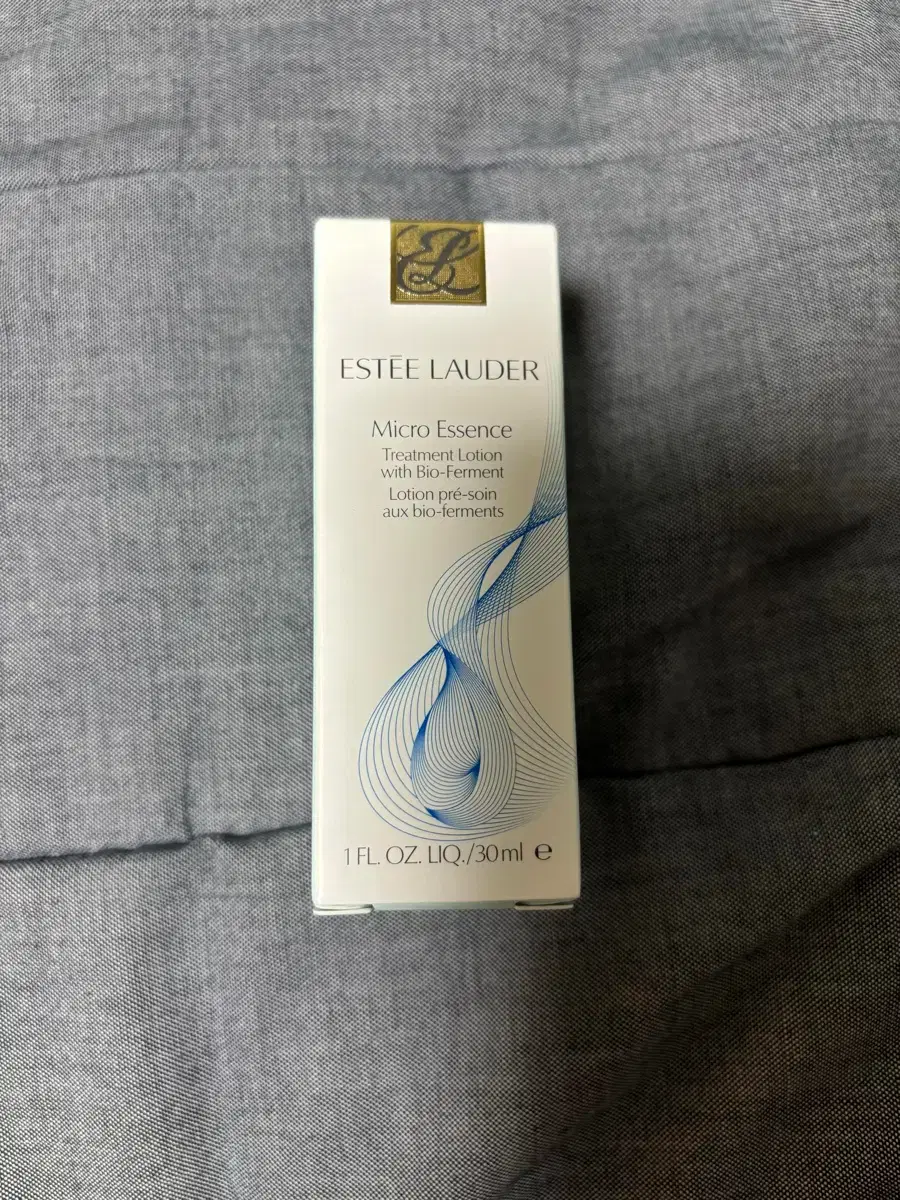 EL
ESTĒE LAUDER
Micro Essence
Treatment Lotion
with Bio-Ferment
Lotion pré-soin
aux bio-ferments
1 FL. OZ. LIQ./30ml ℮